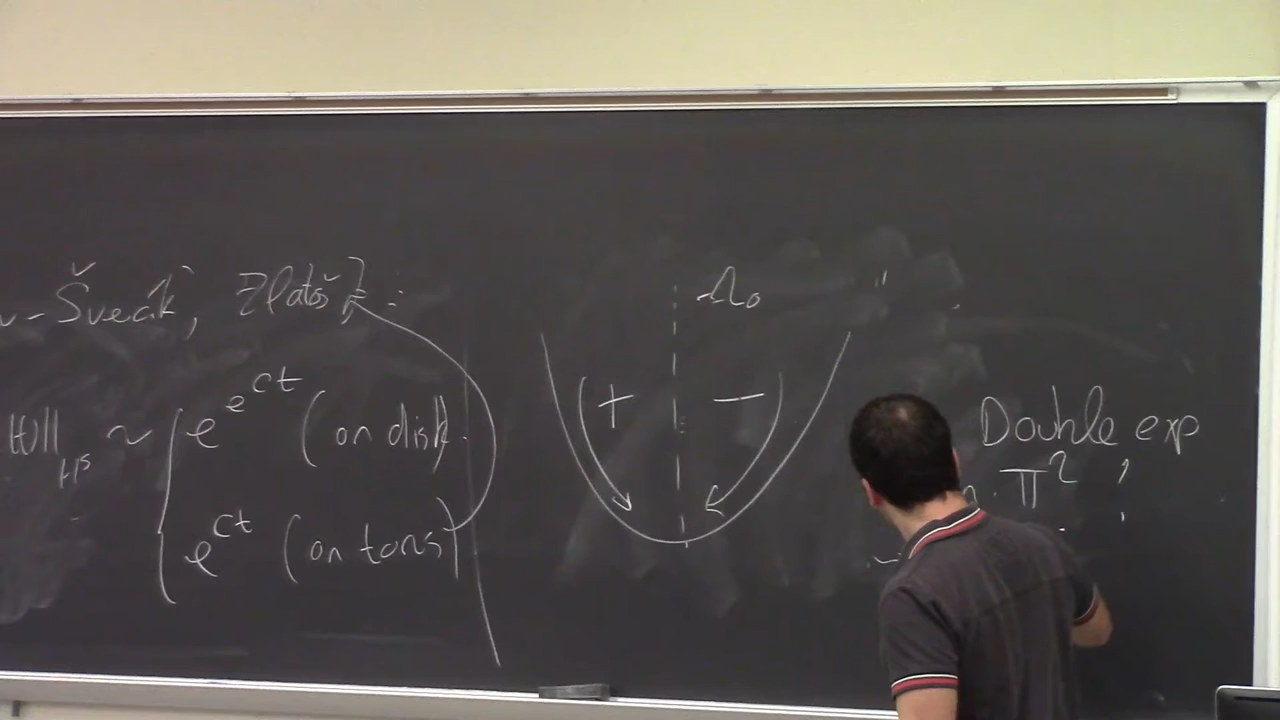 - Šverák, Zlatoš :
~ { e^{e^{ct}} (on disk)
e^{ct} (on torus)
Ω₀
+ −
Double exp
π²